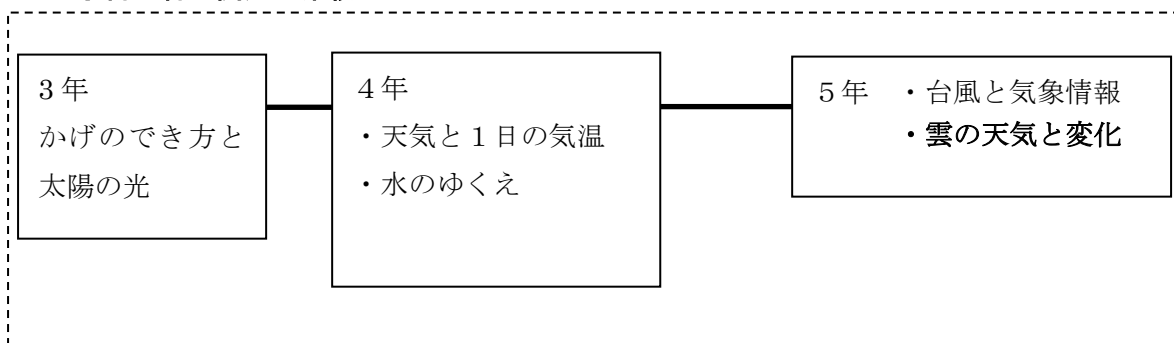 3年
かげのでき方と
太陽の光
4年
・天気と1日の気温
・水のゆくえ
5年 ・台風と気象情報
・雲の天気と変化